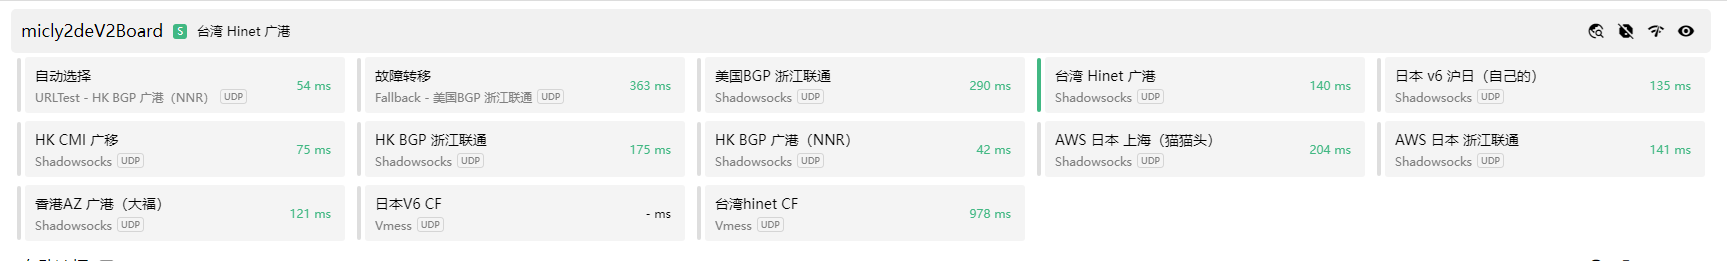 micly2deV2Board S 台湾 Hinet 广港
自动选择
URLTest - HK BGP 广港（NNR） UDP
54 ms
故障转移
Fallback - 美国BGP 浙江联通 UDP
363 ms
美国BGP 浙江联通
Shadowsocks UDP
290 ms
台湾 Hinet 广港
Shadowsocks UDP
140 ms
日本 v6 沪日（自己的）
Shadowsocks UDP
135 ms
HK CMI 广移
Shadowsocks UDP
75 ms
HK BGP 浙江联通
Shadowsocks UDP
175 ms
HK BGP 广港（NNR）
Shadowsocks UDP
42 ms
AWS 日本 上海（猫猫头）
Shadowsocks UDP
204 ms
AWS 日本 浙江联通
Shadowsocks UDP
141 ms
香港AZ 广港（大福）
Shadowsocks UDP
121 ms
日本V6 CF
Vmess UDP
- ms
台湾hinet CF
Vmess UDP
978 ms